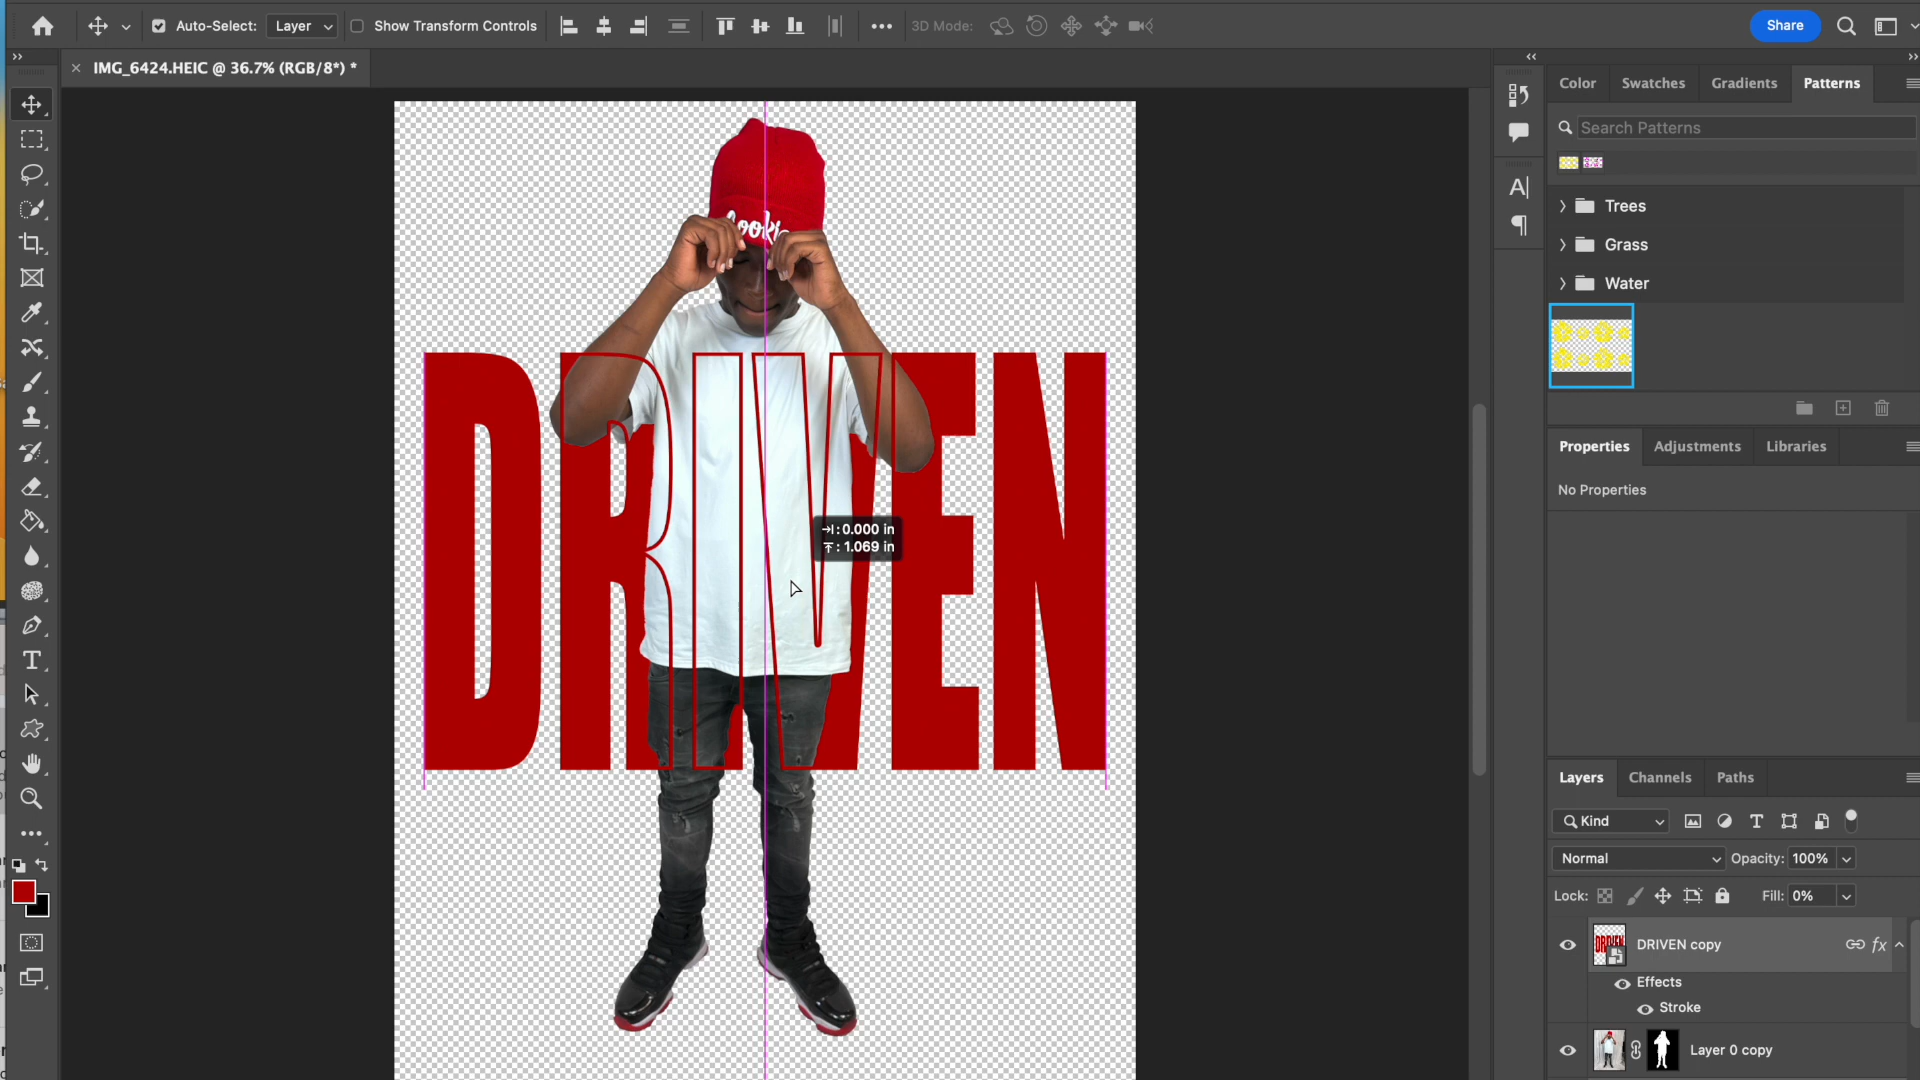 Auto-Select: Layer Show Transform Controls 3D Mode: Share
IMG_6424.HEIC @ 36.7% (RGB/8*) *
Color Swatches Gradients Patterns
Search Patterns
Trees
Grass
Water
DRIVEN
→: 0.000 in
: 1.069 in
Properties Adjustments Libraries
No Properties
Layers Channels Paths
Kind
Normal Opacity: 100%
Lock: Fill: 0%
DRIVEN copy fx
Effects
Stroke
Layer 0 copy